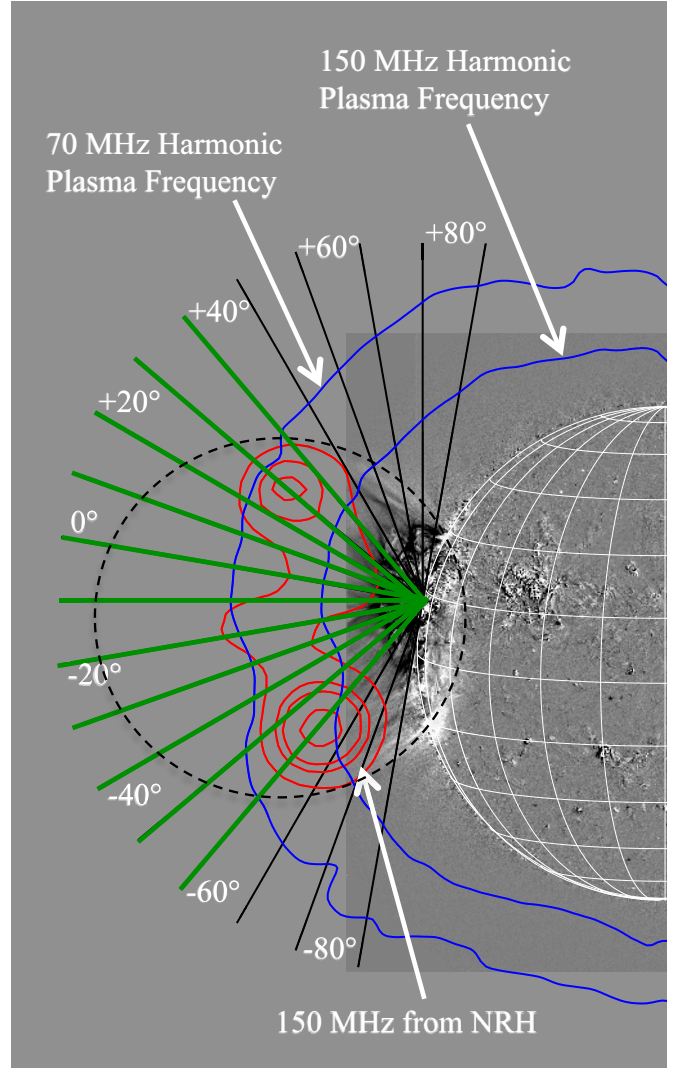 150 MHz Harmonic
Plasma Frequency
70 MHz Harmonic
Plasma Frequency
+80°
+60°
+40°
+20°
0°
-20°
-40°
-60°
-80°
150 MHz from NRH